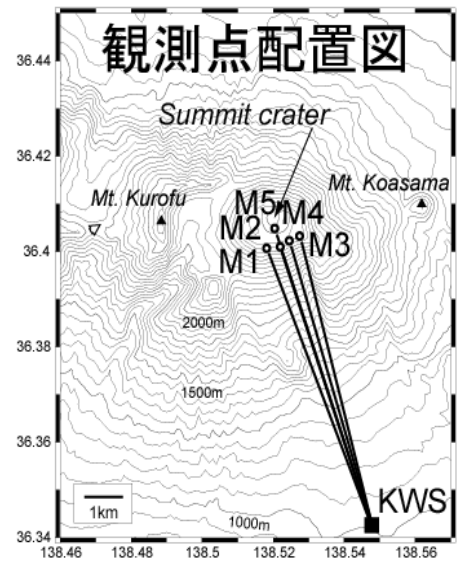 観測点配置図
36.44
Summit crater
36.42
Mt. Kurofu
Mt. Koasama
M5
M4
M2
M3
M1
36.4
36.38
2000m
36.36
1500m
KWS
1km
1000m
36.34
138.46 138.48 138.5 138.52 138.54 138.56